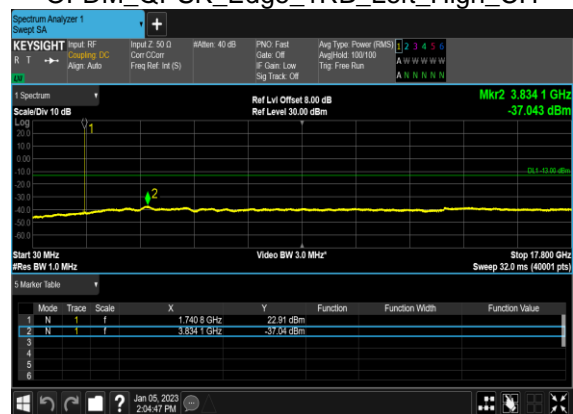 Spectrum Analyzer 1
Swept SA
KEYSIGHT Input: RF Input Z: 50 Ω #Atten: 40 dB PNO: Fast Avg Type: Power (RMS) 1 2 3 4 5 6
R T Coupling: DC Corr CCorr Gate: Off Avg|Hold: 100/100 A W W W W W
Align: Auto Freq Ref: Int (S) IF Gain: Low Trig: Free Run
Sig Track: Off A N N N N N
1 Spectrum Ref Lvl Offset 8.00 dB Mkr2 3.834 1 GHz
Scale/Div 10 dB Ref Level 30.00 dBm -37.043 dBm
Log
1
20.0
10.0
0.00
-10.0
DL1 -13.00 dBm
-20.0
-30.0
2
-40.0
-50.0
-60.0
Start 30 MHz Video BW 3.0 MHz* Stop 17.800 GHz
#Res BW 1.0 MHz Sweep 32.0 ms (40001 pts)
5 Marker Table
Mode Trace Scale X Y Function Function Width Function Value
1 N 1 f 1.740 8 GHz 22.91 dBm
2 N 1 f 3.834 1 GHz -37.04 dBm
3
4
5
6
? Jan 05, 2023
2:04:47 PM